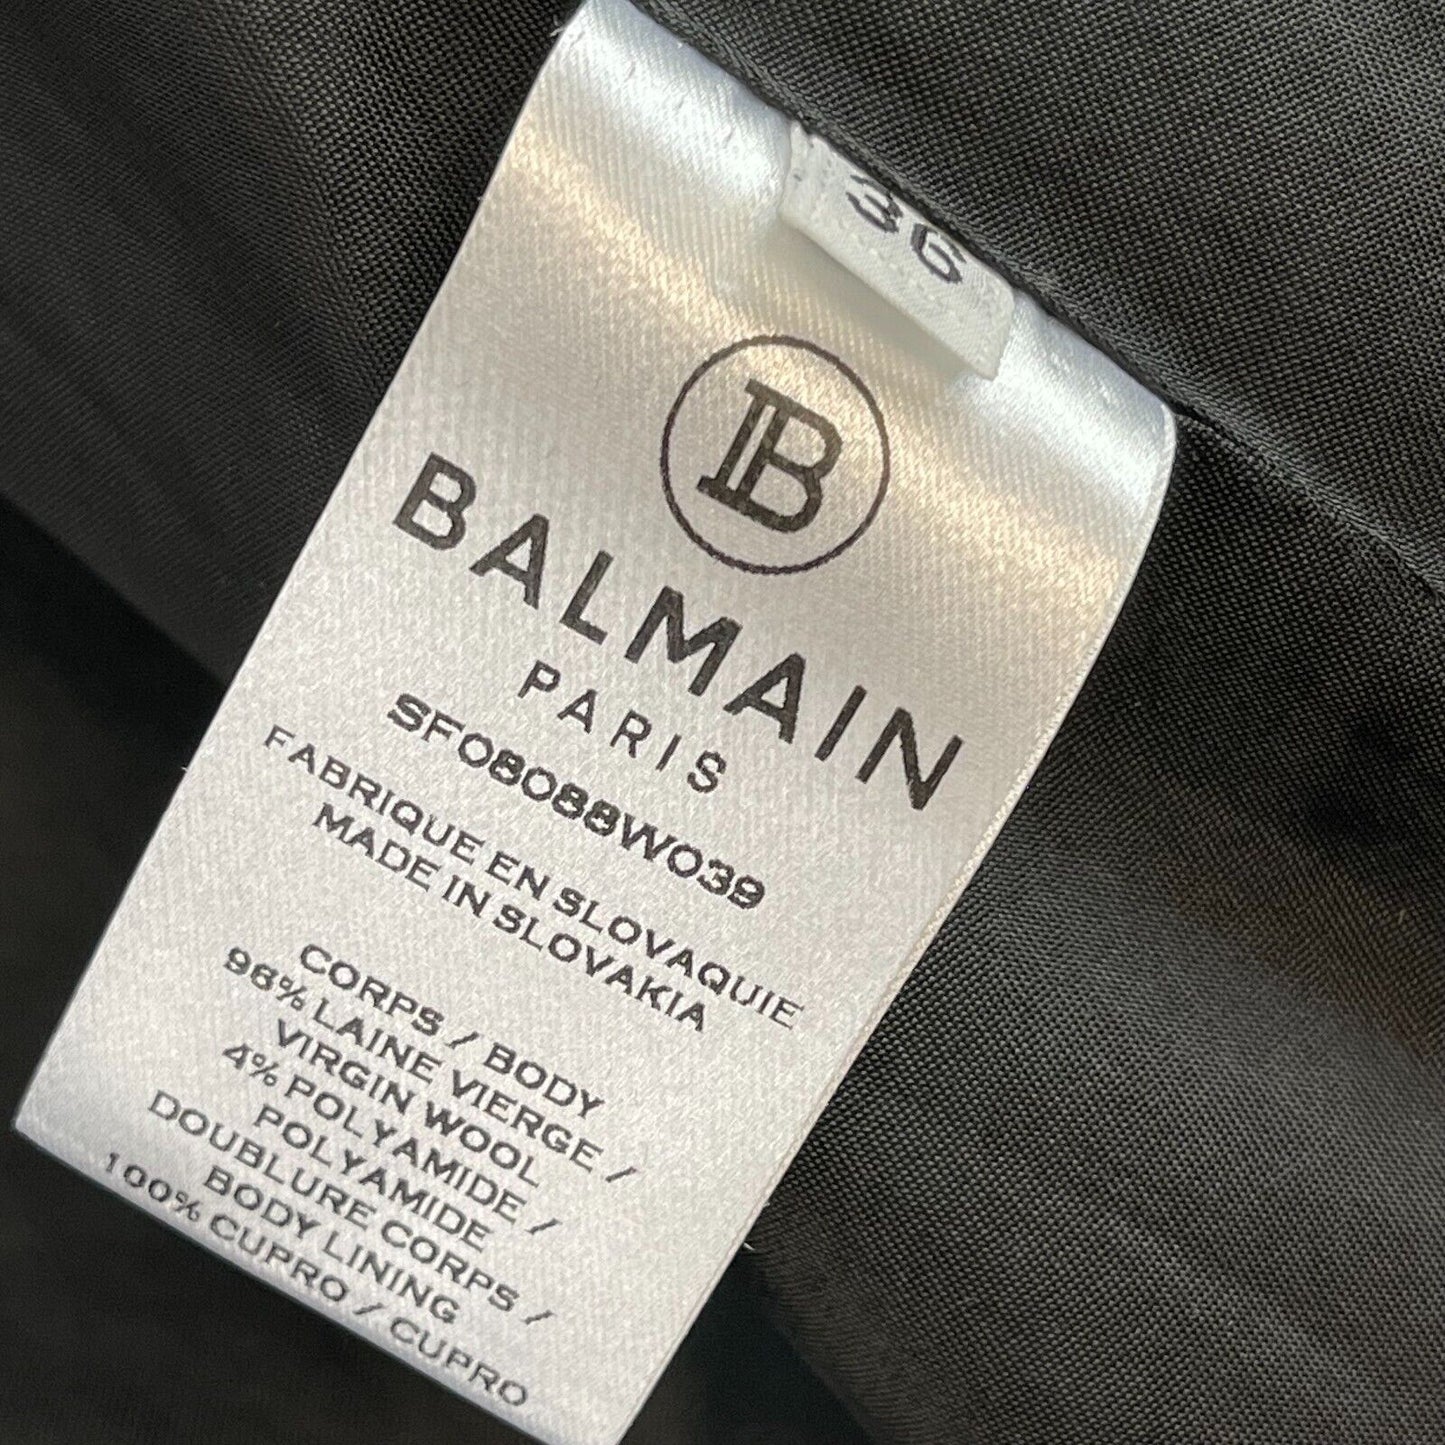 36
B
BALMAIN
PARIS
SF08088W039
FABRIQUE EN SLOVAQUIE
MADE IN SLOVAKIA
CORPS / BODY
96% LAINE VIERGE /
VIRGIN WOOL
4% POLYAMIDE /
POLYAMIDE
DOUBLURE CORPS /
BODY LINING
100% CUPRO / CUPRO